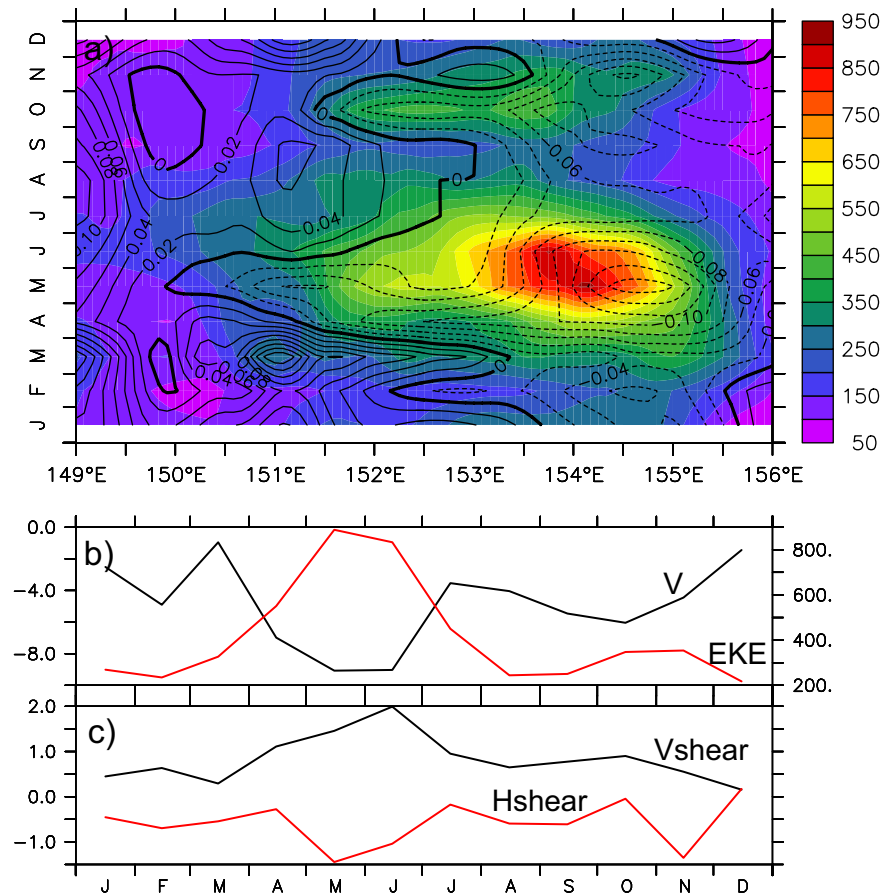 a)
D
N
O
S
A
J
J
M
A
M
F
J
149°E 150°E 151°E 152°E 153°E 154°E 155°E 156°E
950
850
750
650
550
450
350
250
150
50
0
0.02
0.06
0.08
0
0.06
0
0.04
0.10
0.04
0.02
0.08
0.06
0.10
0.04
0.06
0.08
0
0.04
b)
0.0
-4.0
-8.0
V
EKE
800.
600.
400.
200.
c)
2.0
1.0
0.0
-1.0
Vshear
Hshear
J F M A M J J A S O N D